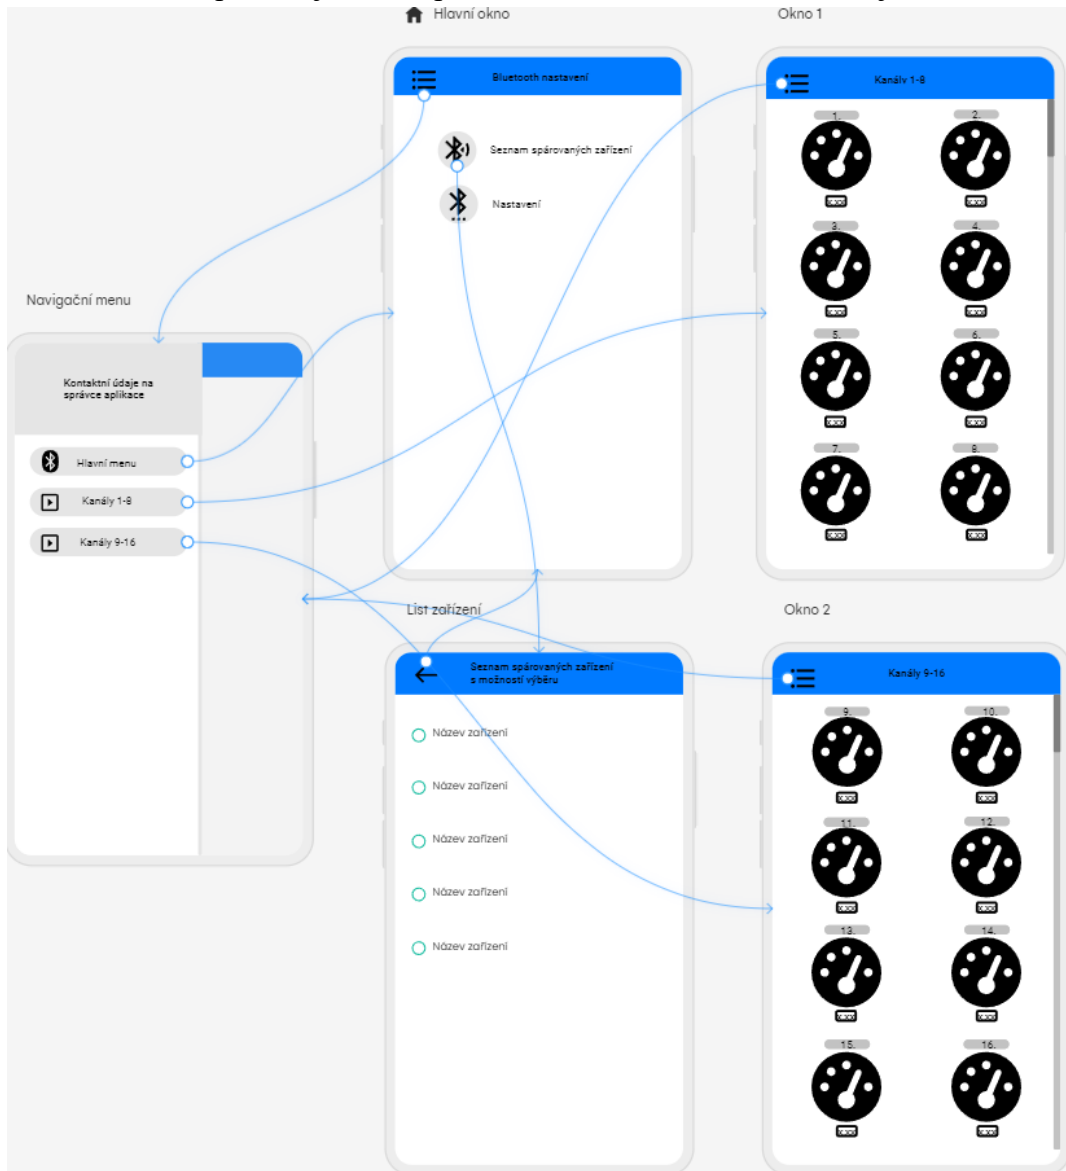 Hlavní okno
Bluetooth nastavení
Seznam spárovaných zařízení
Nastavení
Okno 1
Kanály 1-8
1.
2.
3.
4.
5.
6.
7.
8.
Navigační menu
Kontaktní údaje na
správce aplikace
Hlavní menu
Kanály 1-8
Kanály 9-16
List zařízení
Seznam spárovaných zařízení
s možností výběru
Název zařízení
Název zařízení
Název zařízení
Název zařízení
Název zařízení
Okno 2
Kanály 9-16
9.
10.
11.
12.
13.
14.
15.
16.